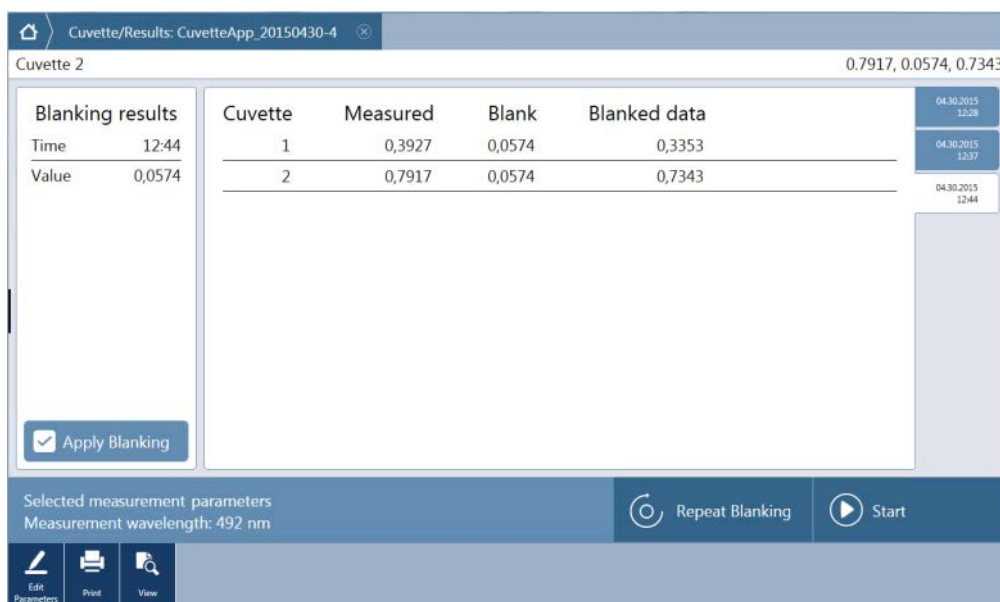 Cuvette/Results: CuvetteApp_20150430-4
Cuvette 2 0.7917, 0.0574, 0.7343
Blanking results
Time 12:44
Value 0,0574
Apply Blanking
Cuvette Measured Blank Blanked data
1 0,3927 0,0574 0,3353
2 0,7917 0,0574 0,7343
04.30.2015
12:28
04.30.2015
12:37
04.30.2015
12:44
Selected measurement parameters
Measurement wavelength: 492 nm
Repeat Blanking
Start
Edit
Parameters
Print
View